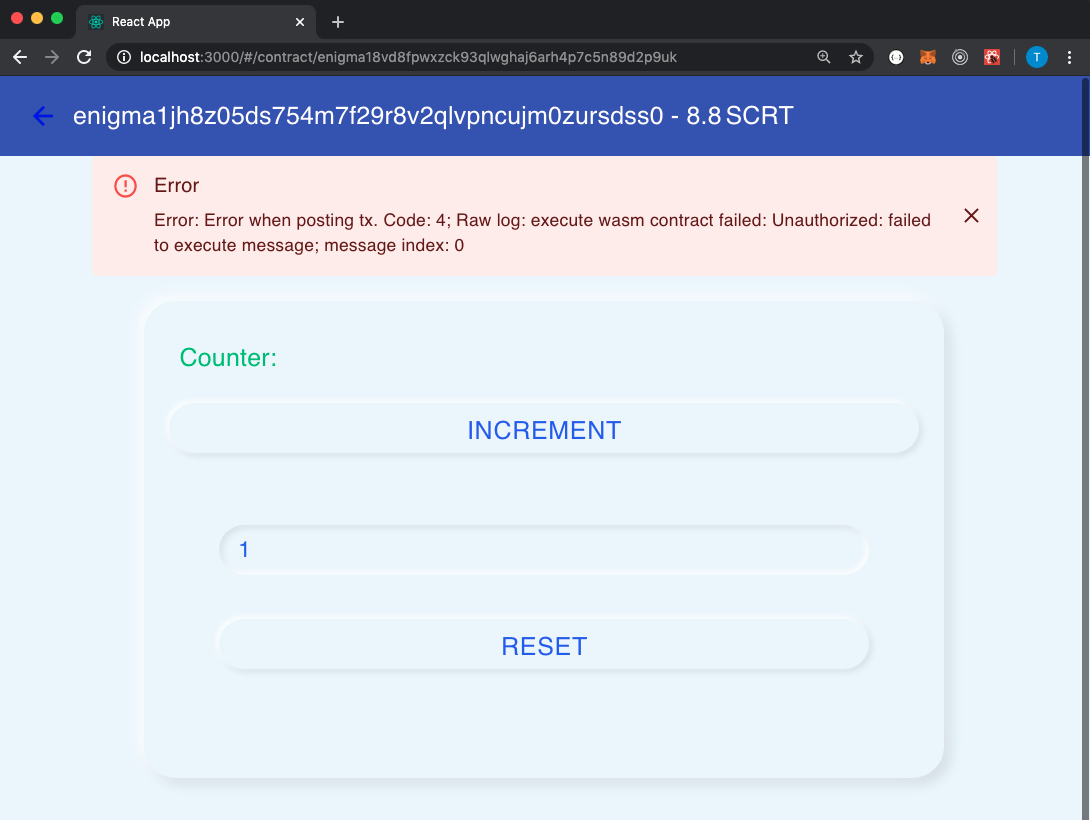 React App
localhost:3000/#/contract/enigma18vd8fpwxzck93qlwghaj6arh4p7c5n89d2p9uk
T
enigma1jh8z05ds754m7f29r8v2qlvpncujm0zursdss0 - 8.8 SCRT
Error
Error: Error when posting tx. Code: 4; Raw log: execute wasm contract failed: Unauthorized: failed
to execute message; message index: 0
Counter:
INCREMENT
1
RESET